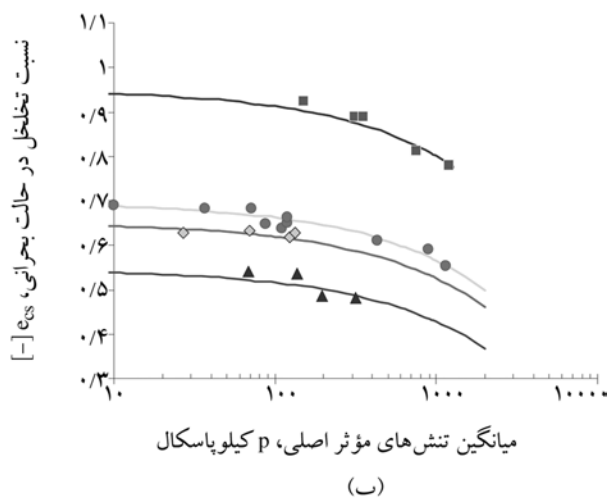 ۱/۱
۱
۰/۹
۰/۸
۰/۷
۰/۶
۰/۵
۰/۴
۰/۳
نسبت تخلخل در حالت بحرانی، e_cs [-]
۱۰ ۱۰۰ ۱۰۰۰ ۱۰۰۰۰
میانگین تنش‌های مؤثر اصلی، p کیلوپاسکال
(ب)